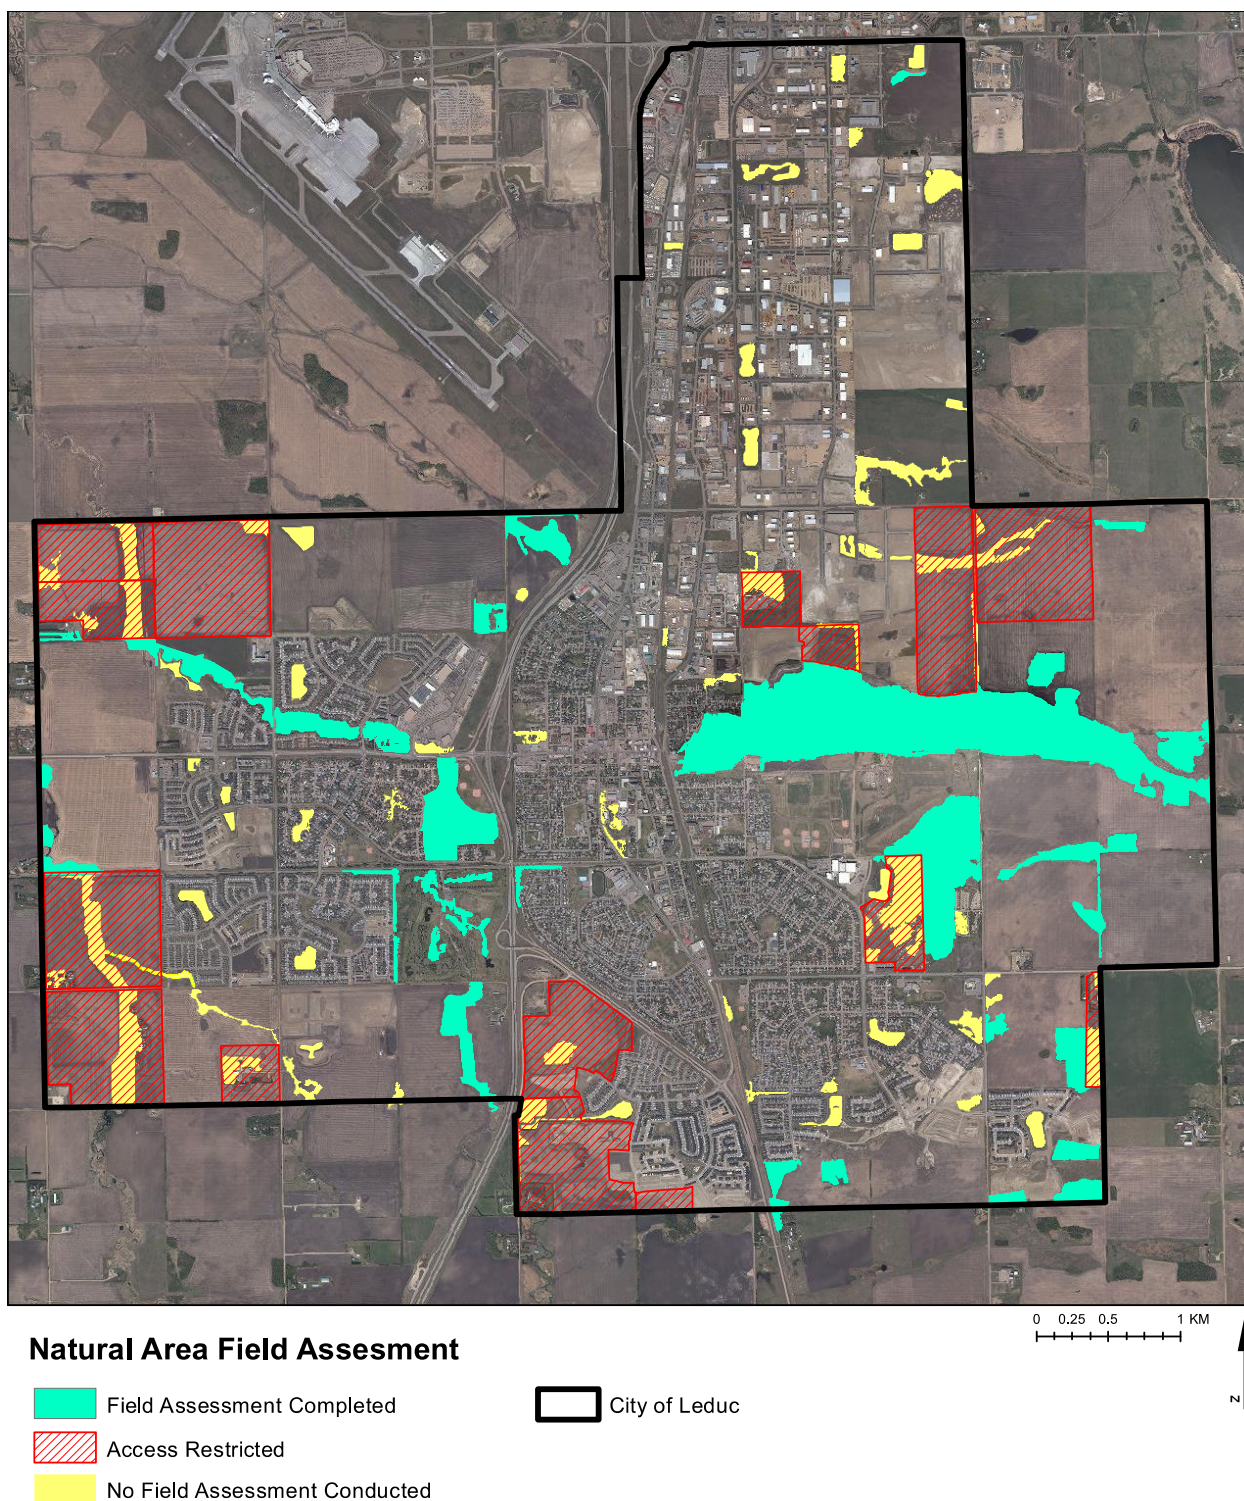 0 0.25 0.5 1 KM
Natural Area Field Assesment
Field Assessment Completed
City of Leduc
N
Access Restricted
No Field Assessment Conducted